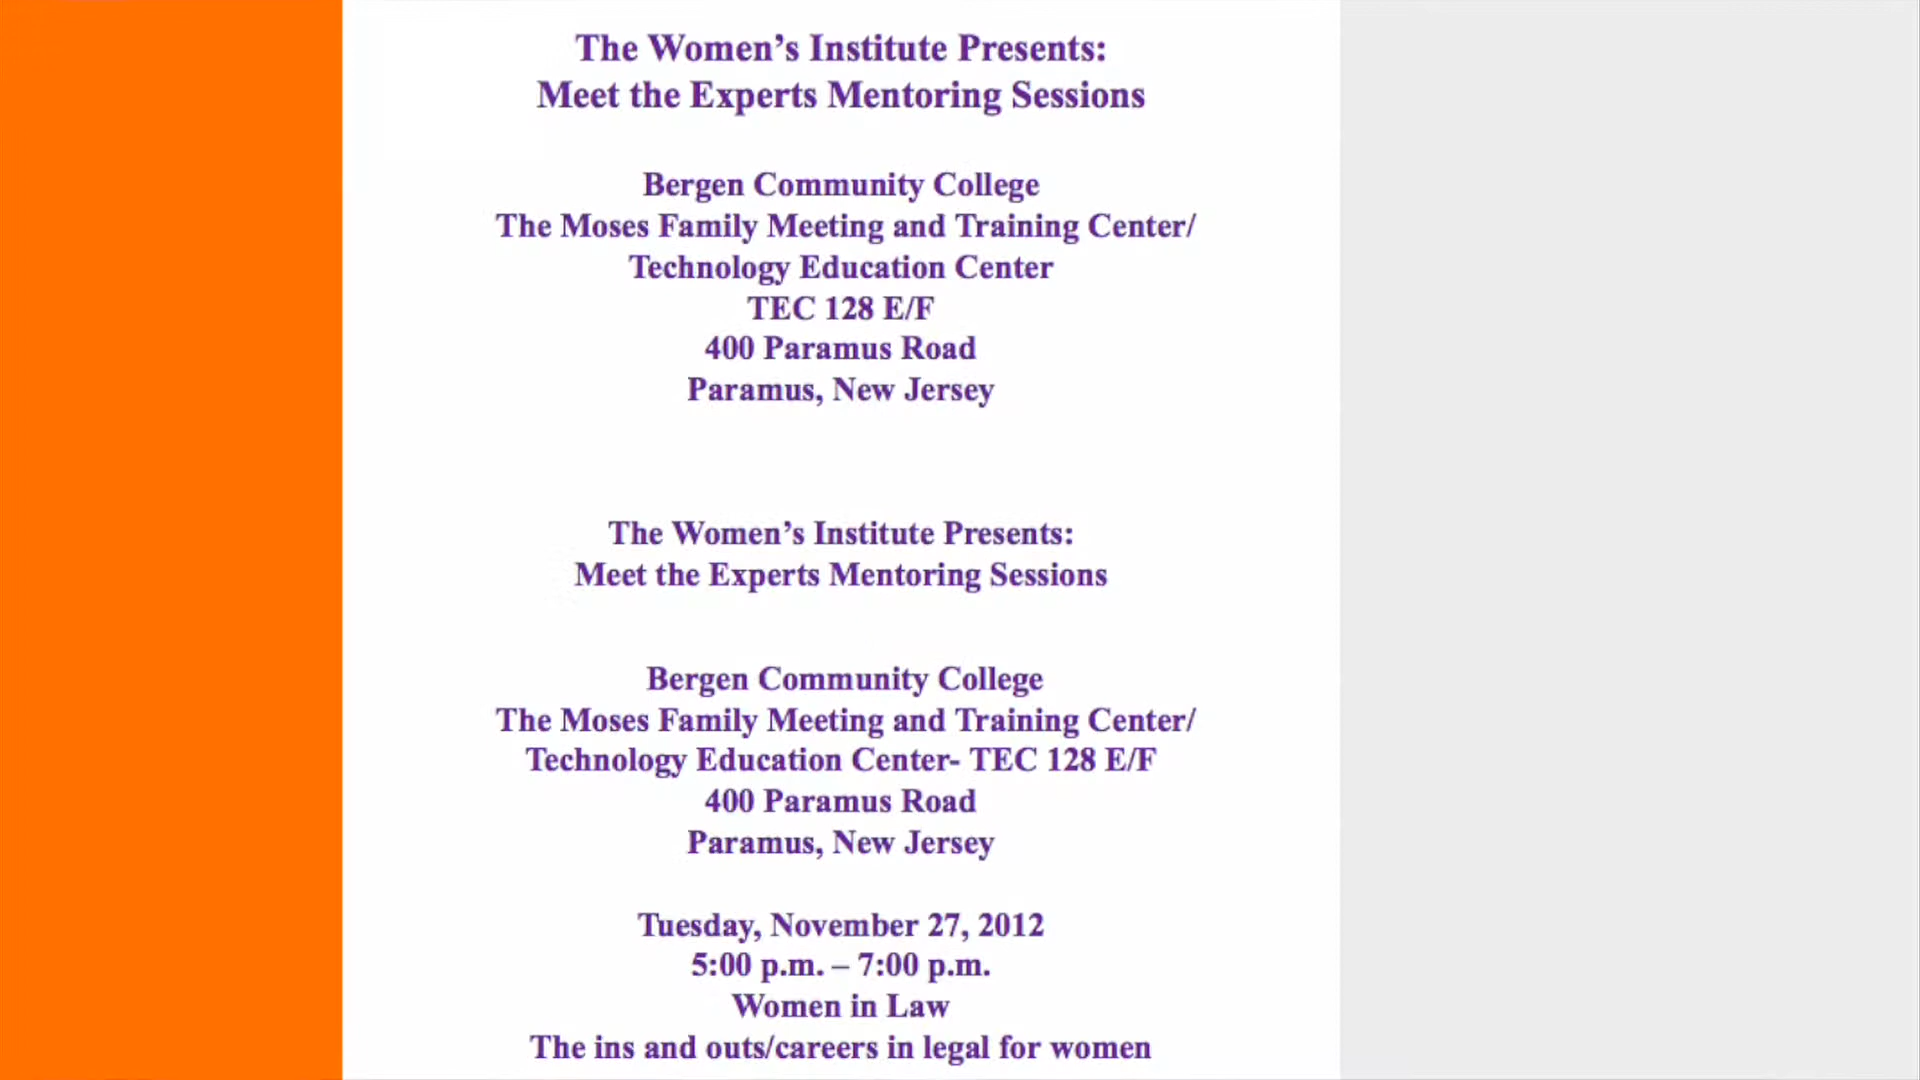 The Women’s Institute Presents:
Meet the Experts Mentoring Sessions
Bergen Community College
The Moses Family Meeting and Training Center/
Technology Education Center
TEC 128 E/F
400 Paramus Road
Paramus, New Jersey
The Women’s Institute Presents:
Meet the Experts Mentoring Sessions
Bergen Community College
The Moses Family Meeting and Training Center/
Technology Education Center- TEC 128 E/F
400 Paramus Road
Paramus, New Jersey
Tuesday, November 27, 2012
5:00 p.m. – 7:00 p.m.
Women in Law
The ins and outs/careers in legal for women